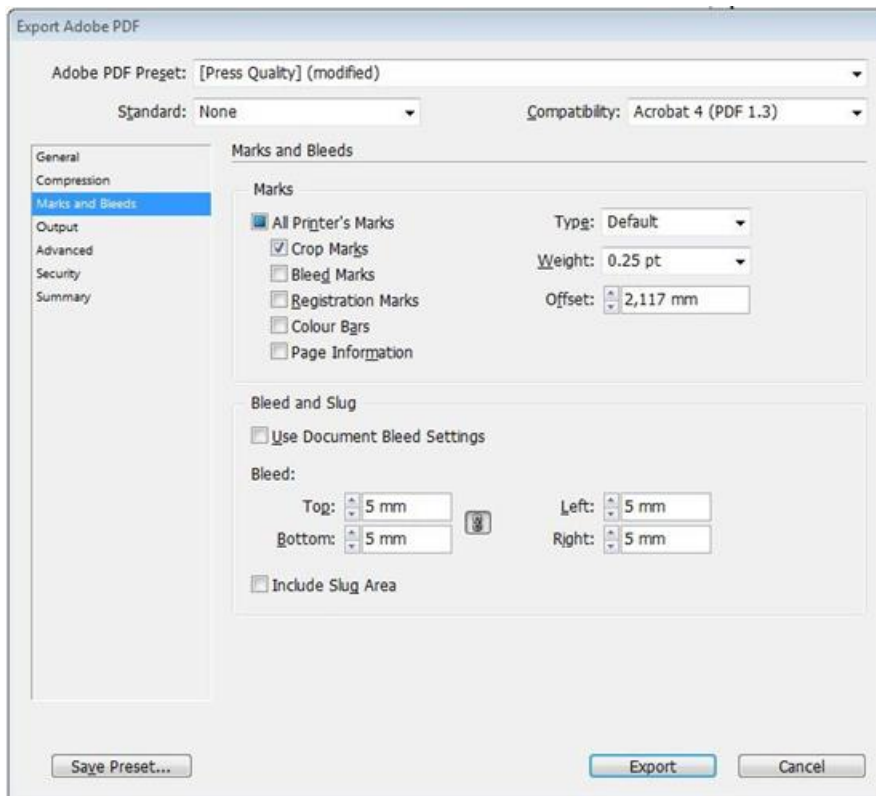 Export Adobe PDF
Adobe PDF Preset: [Press Quality] (modified)
Standard: None Compatibility: Acrobat 4 (PDF 1.3)
General
Compression
Marks and Bleeds
Output
Advanced
Security
Summary
Marks and Bleeds
Marks
All Printer's Marks
Crop Marks
Bleed Marks
Registration Marks
Colour Bars
Page Information
Type: Default
Weight: 0.25 pt
Offset: 2,117 mm
Bleed and Slug
Use Document Bleed Settings
Bleed:
Top: 5 mm Left: 5 mm
Bottom: 5 mm Right: 5 mm
Include Slug Area
Save Preset... Export Cancel